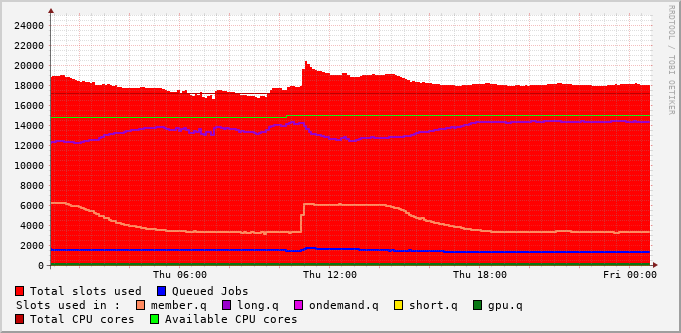 RRDTOOL / TOBI OETIKER
24000
22000
20000
18000
16000
14000
12000
10000
8000
6000
4000
2000
0
Thu 06:00 Thu 12:00 Thu 18:00 Fri 00:00
Total slots used Queued Jobs
Slots used in : member.q long.q ondemand.q short.q gpu.q
Total CPU cores Available CPU cores